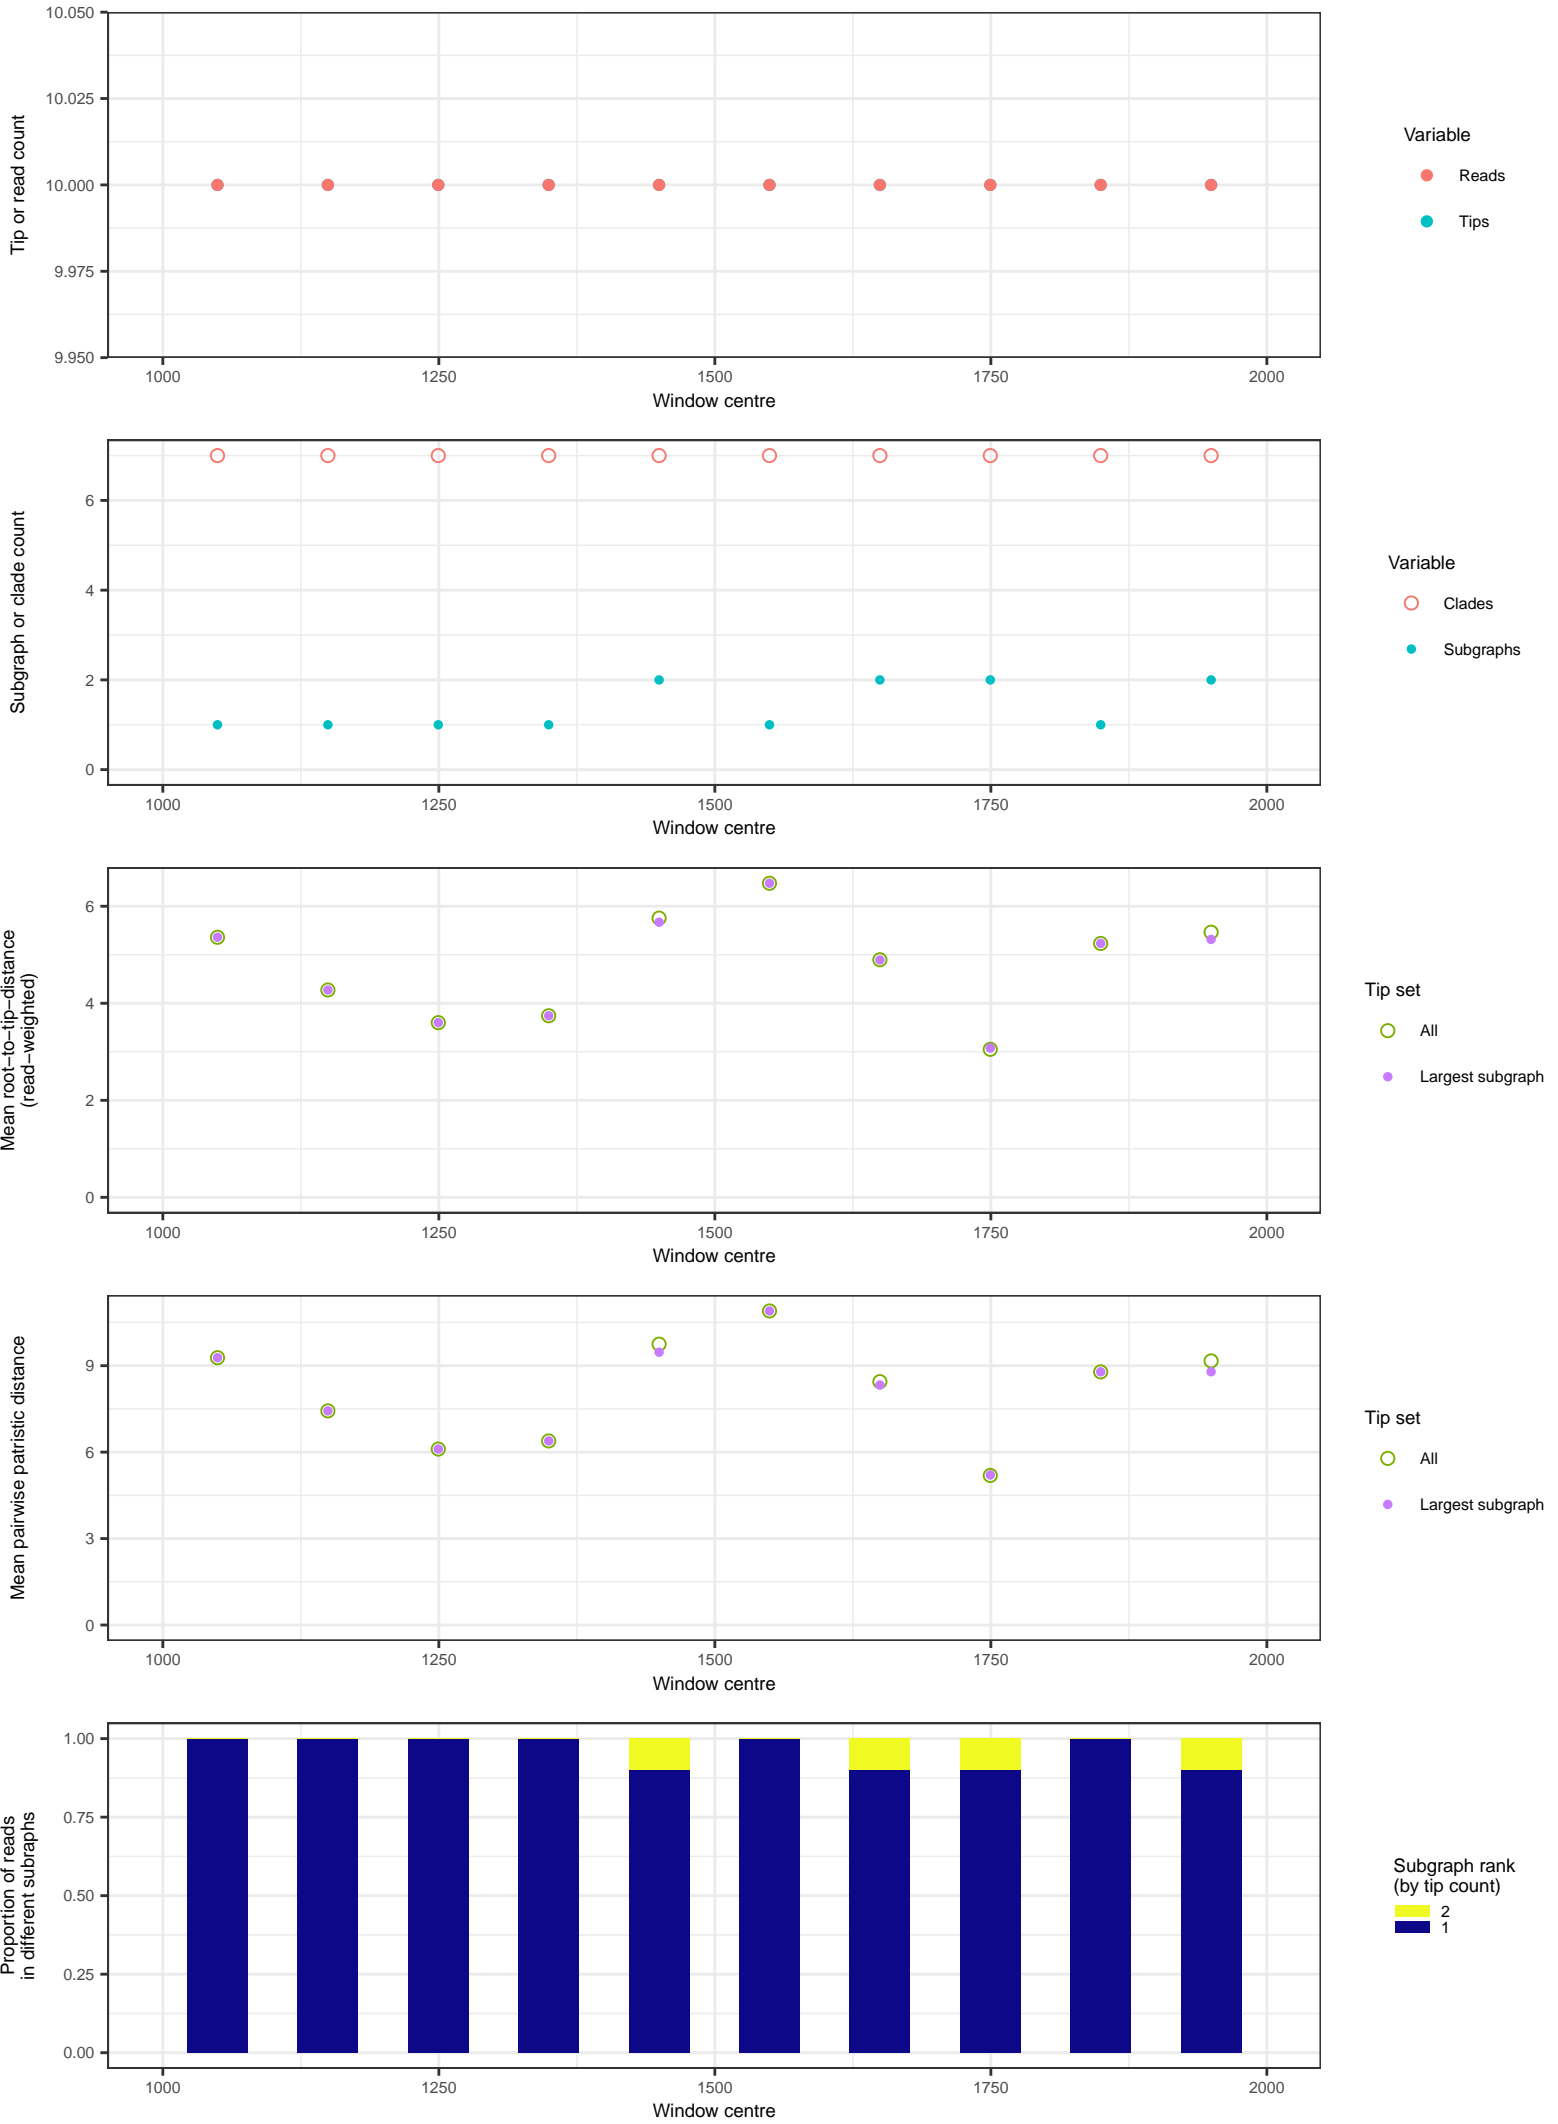 10.050
10.025
10.000
9.975
9.950
Tip or read count
1000 1250 1500 1750 2000
Window centre
Variable
Reads
Tips
6
4
2
0
Subgraph or clade count
1000 1250 1500 1750 2000
Window centre
Variable
Clades
Subgraphs
6
4
2
0
Mean root−to−tip−distance
(read−weighted)
1000 1250 1500 1750 2000
Window centre
Tip set
All
Largest subgraph
9
6
3
0
Mean pairwise patristic distance
1000 1250 1500 1750 2000
Window centre
Tip set
All
Largest subgraph
1.00
0.75
0.50
0.25
0.00
Proportion of reads
in different subraphs
1000 1250 1500 1750 2000
Window centre
Subgraph rank
(by tip count)
2
1